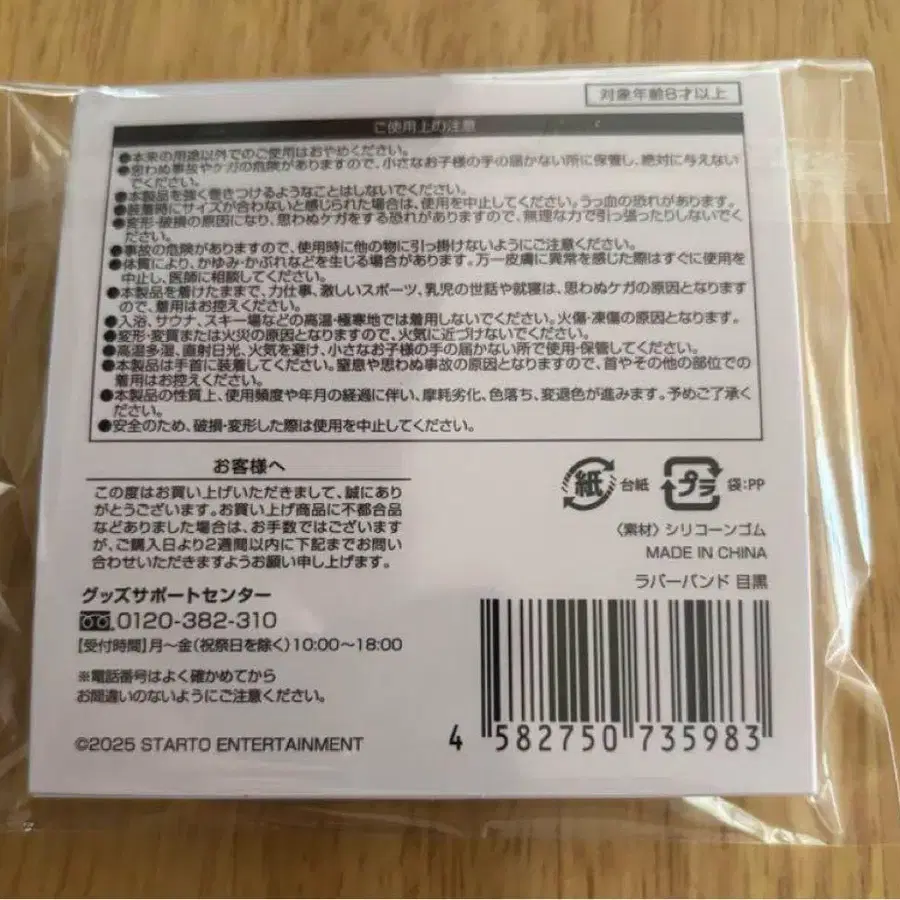 対象年齢6才以上
ご使用上の注意
●本来の用途以外でのご使用はおやめください。
●思わぬ事故やケガの危険がありますので、小さなお子様の手の届かない所に保管し、絶対に与えない
でください。
●本製品を強く巻きつけるようなことはしないでください。
●装着時にサイズが合わないと感じられた場合は、使用を中止してください。うっ血の恐れがあります。
●変形・破損の原因になり、思わぬケガをする恐れがありますので、無理な力で引っ張ったりしないでく
ださい。
●事故の危険がありますので、使用時に他の物に引っ掛けないようにご注意ください。
●体質により、かゆみ・かぶれなどを生じる場合があります。万一皮膚に異常を感じた際はすぐに使用を
中止し、医師に相談してください。
●本製品を着けたままで、力仕事、激しいスポーツ、乳児の世話や就寝は、思わぬケガの原因となります
ので、着用はお控えください。
●入浴、サウナ、スキー場などの高温・極寒地では着用しないでください。火傷・凍傷の原因となります。
●変形・変質または火災の原因となりますので、火気に近づけないでください。
●高温多湿、直射日光、火気を避け、小さなお子様の手の届かない所で使用・保管してください。
●本製品は手首に装着してください。窒息や思わぬ事故の原因となりますので、首やその他の部位での
着用はお控えください。
●本製品の性質上、使用頻度や年月の経過に伴い、摩耗劣化、色落ち、変退色が進みます。予めご了承く
ださい。
●安全のため、破損・変形した際は使用を中止してください。
お客様へ
この度はお買い上げいただきまして、誠にあり
がとうございます。お買い上げ商品に不都合品
などありました場合は、お手数ではございます
が、ご購入日より2週間以内に下記までお問い
合わせいただきますようお願い申し上げます。
グッズサポートセンター
0120-382-310
【受付時間】月〜金(祝祭日を除く)10:00〜18:00
※電話番号はよく確かめてから
お間違いのないようにご注意ください。
©2025 STARTO ENTERTAINMENT
紙 台紙 プラ 袋:PP
〈素材〉シリコーンゴム
MADE IN CHINA
ラバーバンド 目黒
4 582750 735983